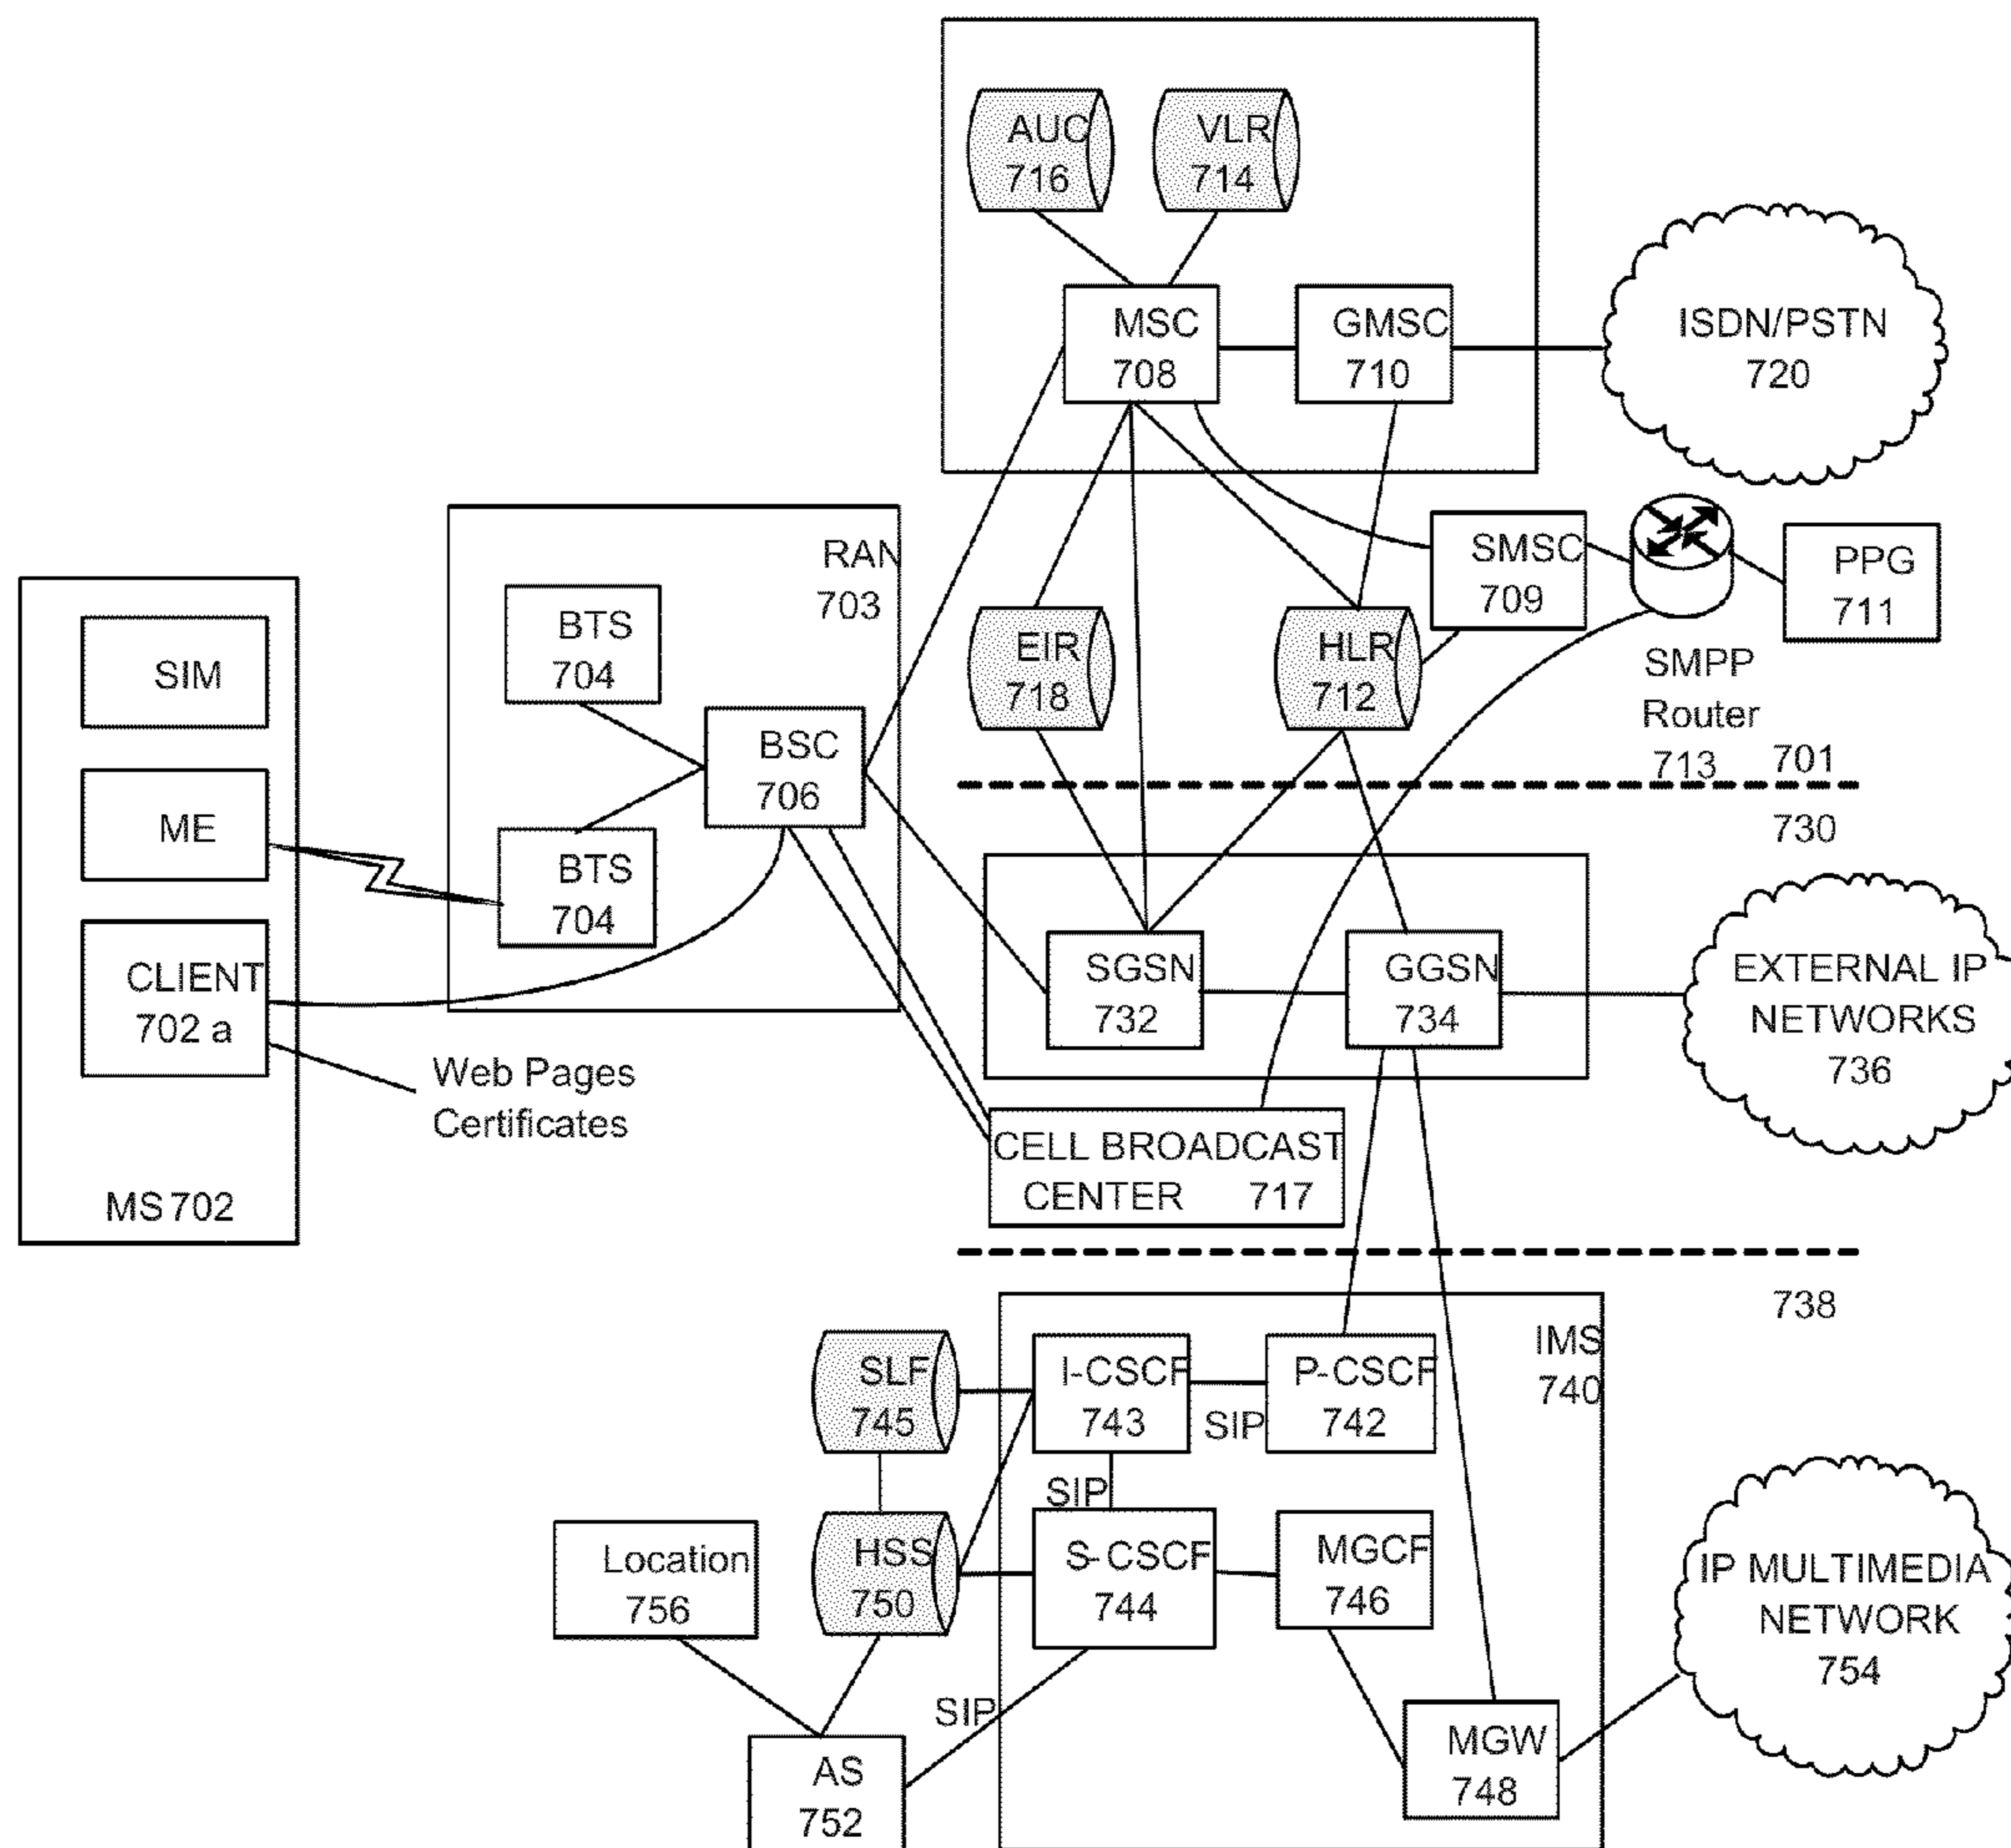 AUC
716
VLR
714
MSC
708
GMSC
710
ISDN/PSTN
720
RAN
703
BTS
704
BSC
706
BTS
704
SIM
ME
CLIENT
702 a
MS 702
Web Pages
Certificates
EIR
718
HLR
712
SMSC
709
SMPP
Router
713
PPG
711
701
730
SGSN
732
GGSN
734
EXTERNAL IP
NETWORKS
736
CELL BROADCAST
CENTER 717
738
IMS
740
SLF
745
I-CSCF
743
SIP
P-CSCF
742
SIP
HSS
750
S-CSCF
744
MGCF
746
Location
756
SIP
AS
752
MGW
748
IP MULTIMEDIA
NETWORK
754